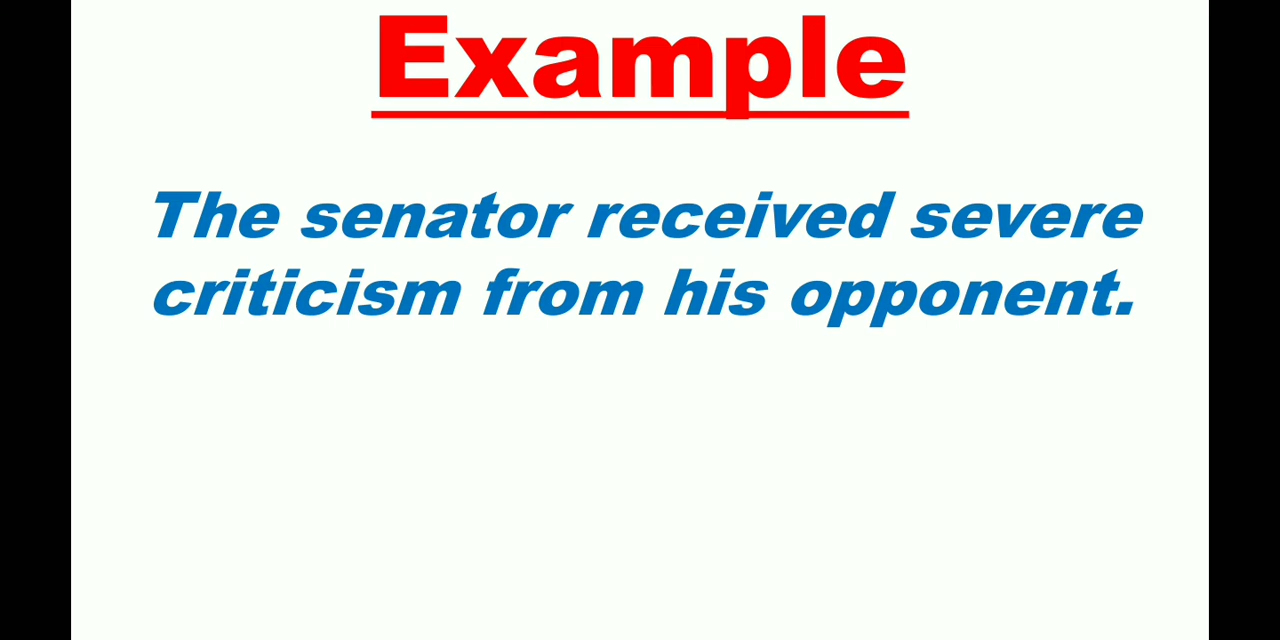 Example
The senator received severe
criticism from his opponent.